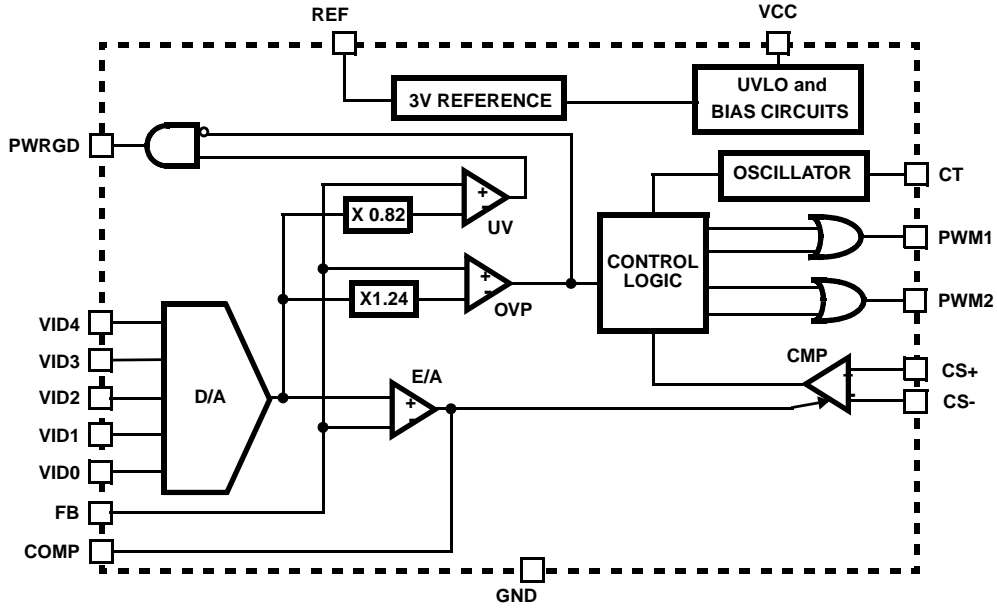 REF
VCC
3V REFERENCE
UVLO and
BIAS CIRCUITS
PWRGD
OSCILLATOR
CT
X 0.82
+
-
UV
PWM1
CONTROL
LOGIC
X1.24
+
-
OVP
PWM2
VID4
VID3
VID2
VID1
VID0
D/A
E/A
+
-
CMP
+
-
CS+
CS-
FB
COMP
GND